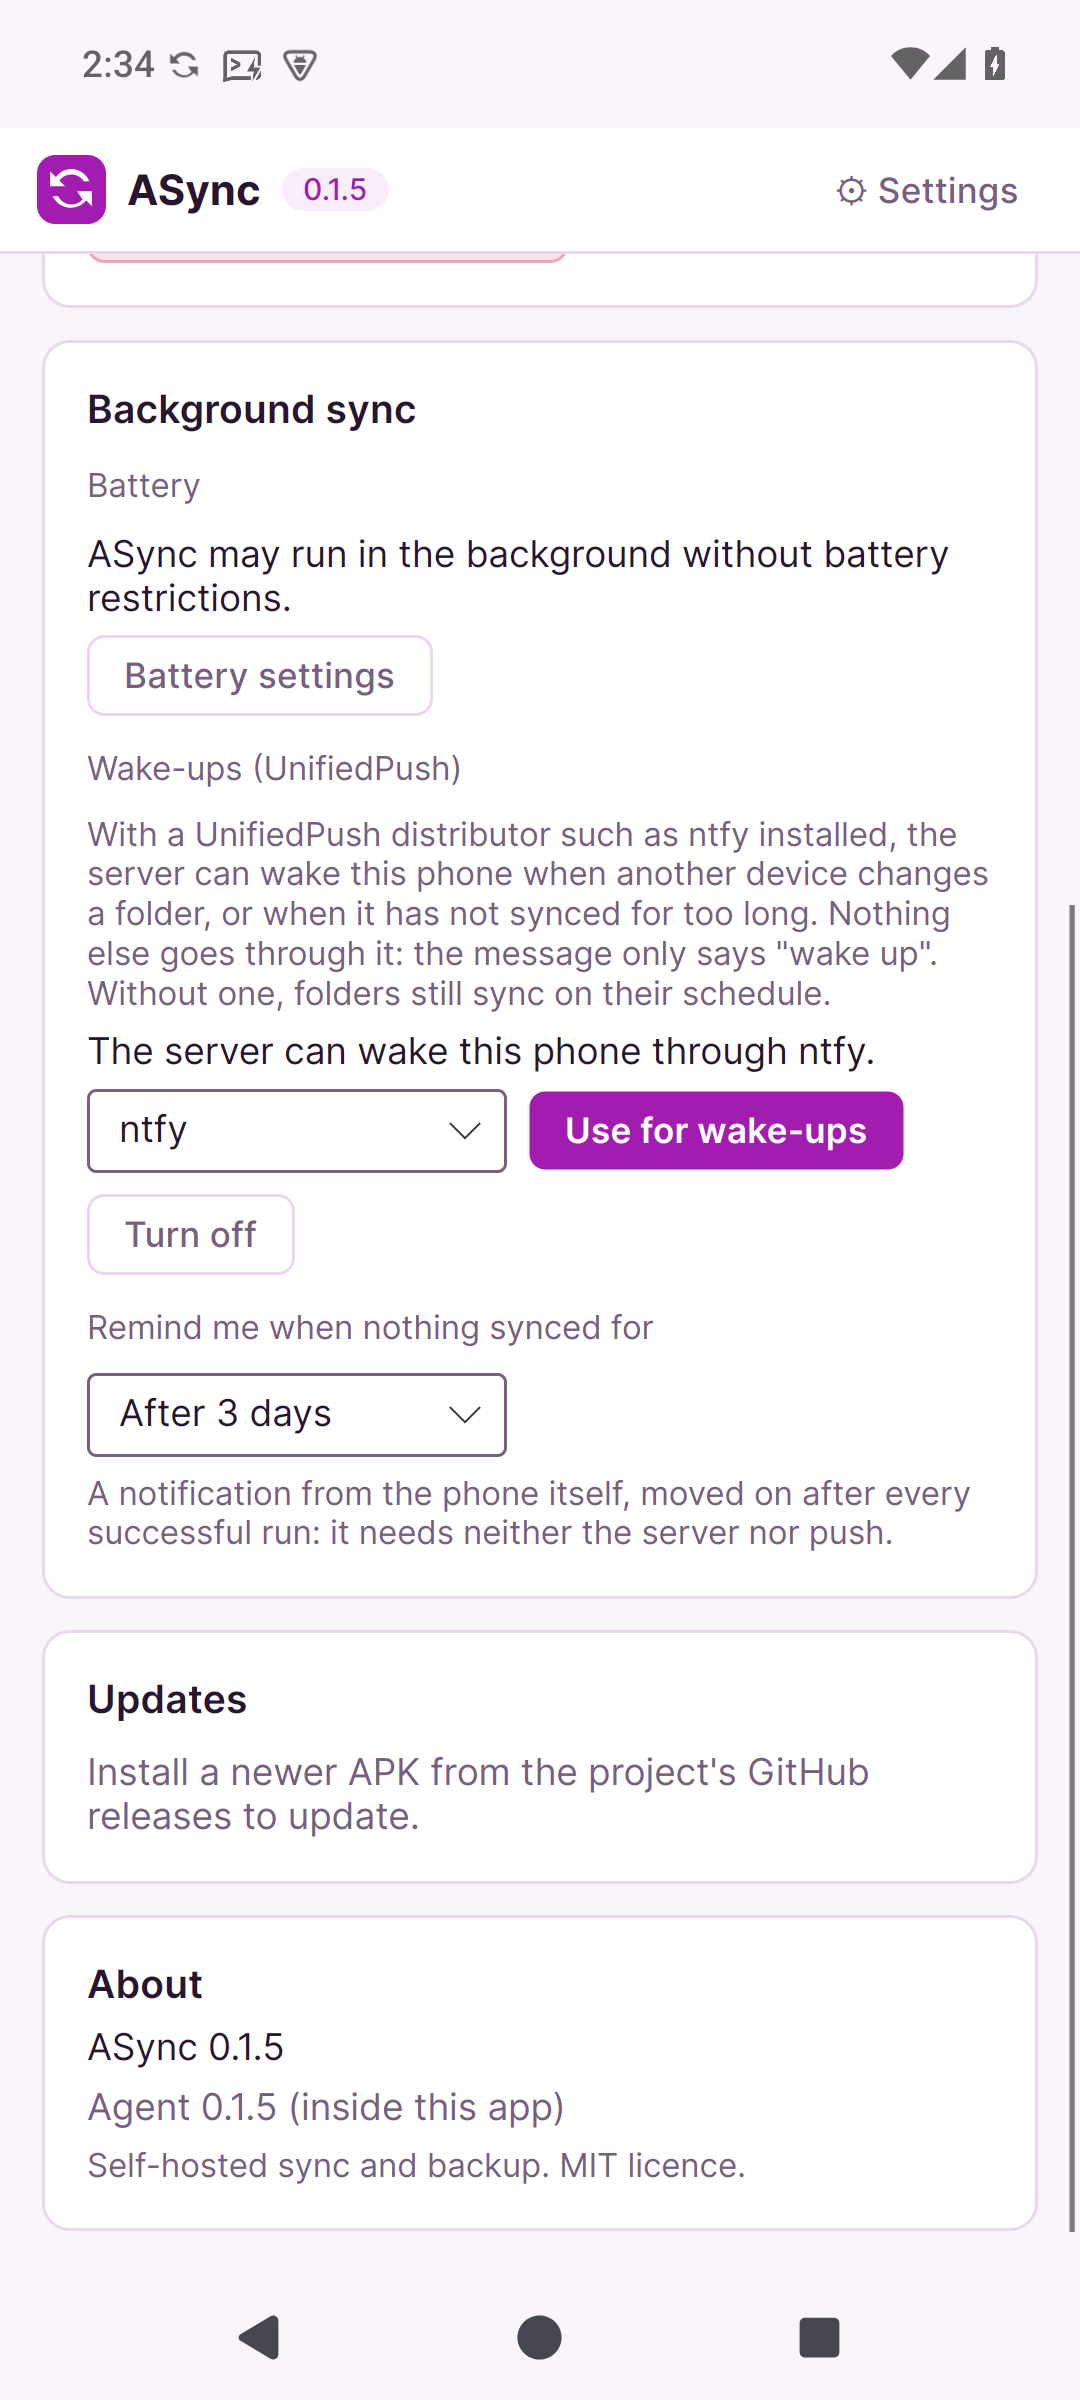 2:34
ASync 0.1.5 Settings
Background sync
Battery
ASync may run in the background without battery
restrictions.
Battery settings
Wake-ups (UnifiedPush)
With a UnifiedPush distributor such as ntfy installed, the
server can wake this phone when another device changes
a folder, or when it has not synced for too long. Nothing
else goes through it: the message only says "wake up".
Without one, folders still sync on their schedule.
The server can wake this phone through ntfy.
ntfy Use for wake-ups
Turn off
Remind me when nothing synced for
After 3 days
A notification from the phone itself, moved on after every
successful run: it needs neither the server nor push.
Updates
Install a newer APK from the project's GitHub
releases to update.
About
ASync 0.1.5
Agent 0.1.5 (inside this app)
Self-hosted sync and backup. MIT licence.